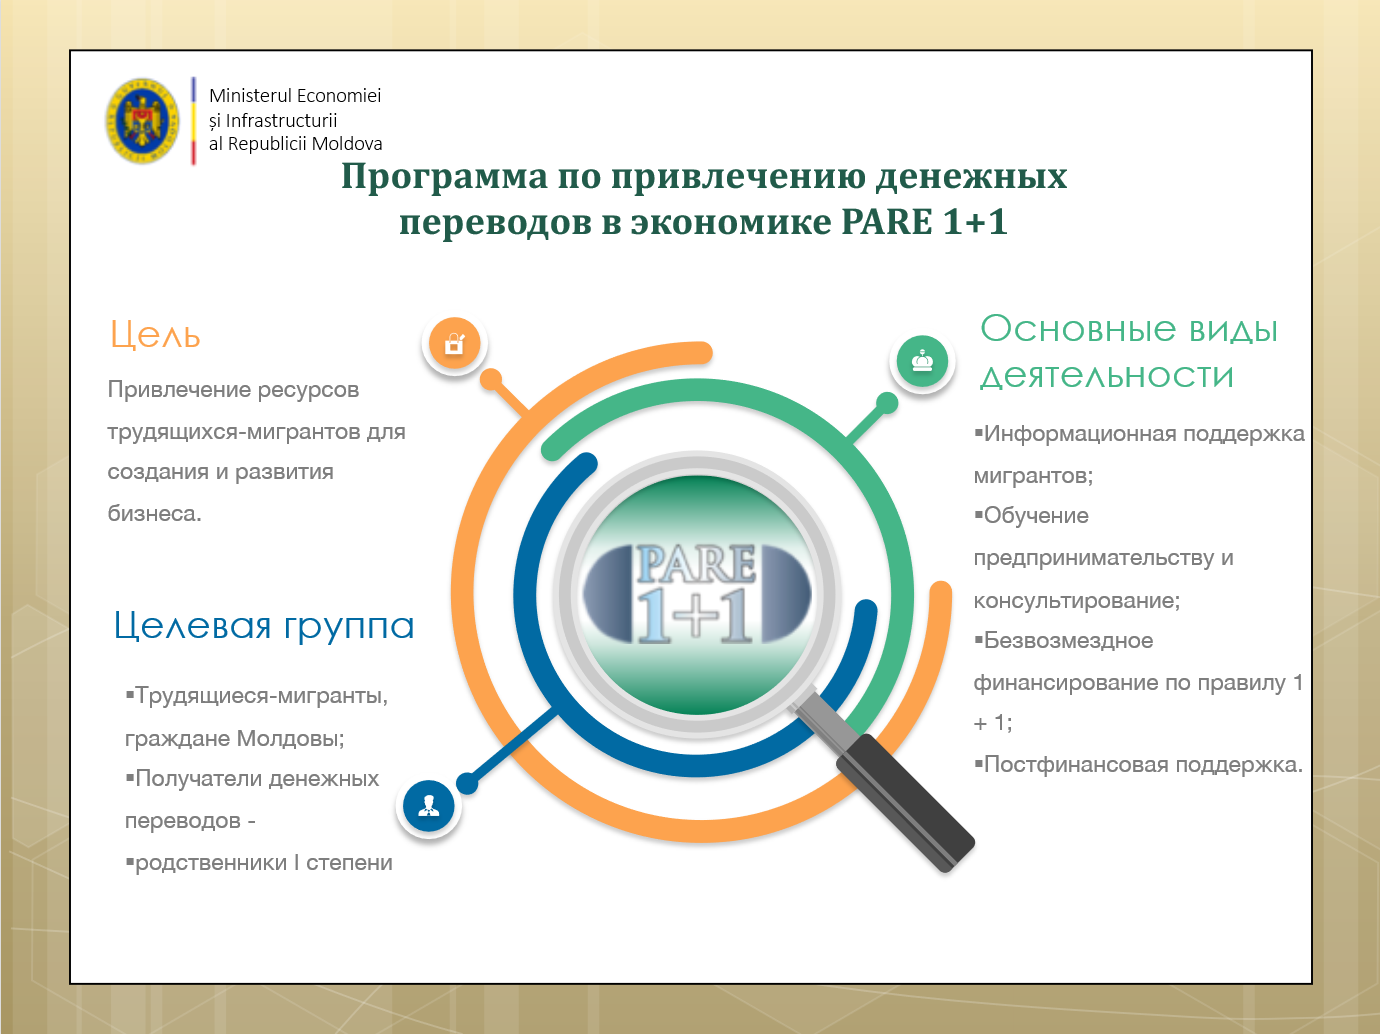 Ministerul Economiei
și Infrastructurii
al Republicii Moldova
Программа по привлечению денежных
переводов в экономике PARE 1+1
Цель
Привлечение ресурсов
трудящихся-мигрантов для
создания и развития
бизнеса.
Целевая группа
▪Трудящиеся-мигранты,
граждане Молдовы;
▪Получатели денежных
переводов -
▪родственники I степени
PARE
1+1
Основные виды
деятельности
▪Информационная поддержка
мигрантов;
▪Обучение
предпринимательству и
консультирование;
▪Безвозмездное
финансирование по правилу 1
+ 1;
▪Постфинансовая поддержка.